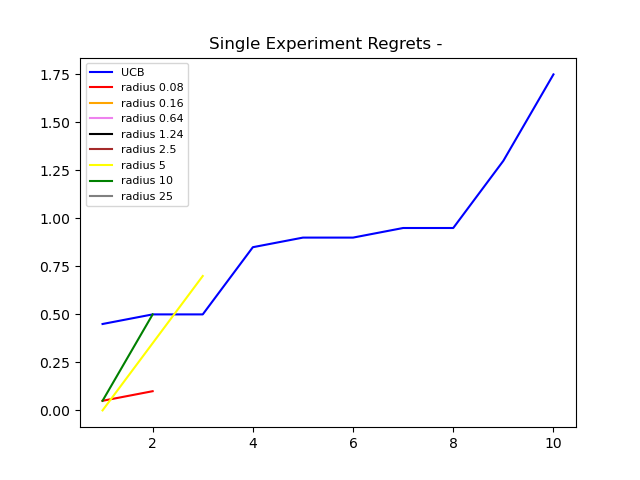 Single Experiment Regrets -
UCB
radius 0.08
radius 0.16
radius 0.64
radius 1.24
radius 2.5
radius 5
radius 10
radius 25
1.75
1.50
1.25
1.00
0.75
0.50
0.25
0.00
2 4 6 8 10